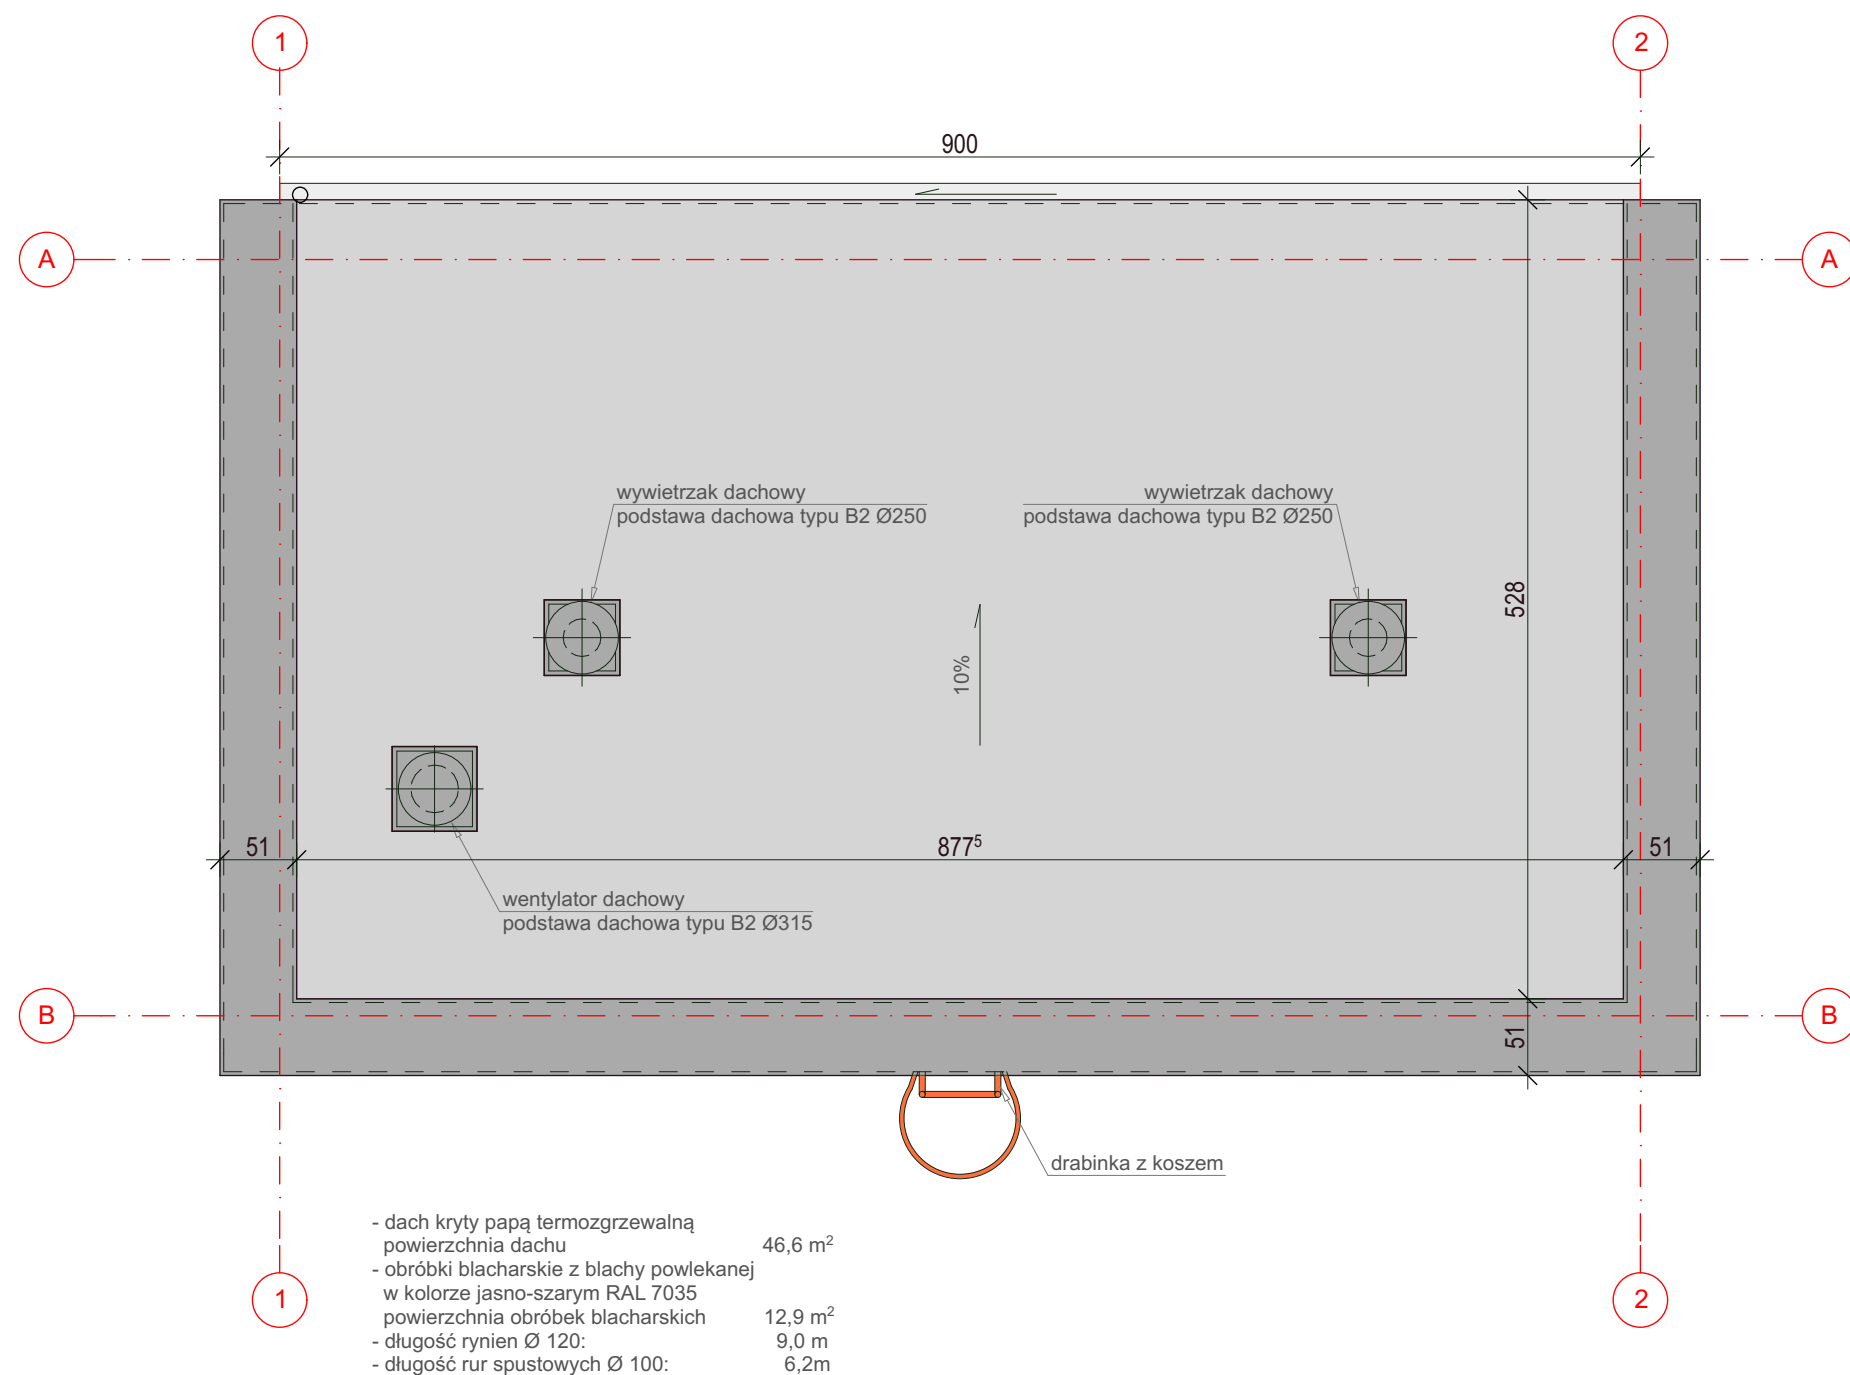 1
2
900
A
A
wywietrzak dachowy
podstawa dachowa typu B2 Ø250
wywietrzak dachowy
podstawa dachowa typu B2 Ø250
528
10%
51
877⁵
51
wentylator dachowy
podstawa dachowa typu B2 Ø315
B
B
51
drabinka z koszem
- dach kryty papą termozgrzewalną
powierzchnia dachu 46,6 m²
- obróbki blacharskie z blachy powlekanej
w kolorze jasno-szarym RAL 7035
powierzchnia obróbek blacharskich 12,9 m²
- długość rynien Ø 120: 9,0 m
- długość rur spustowych Ø 100: 6,2m
1
2